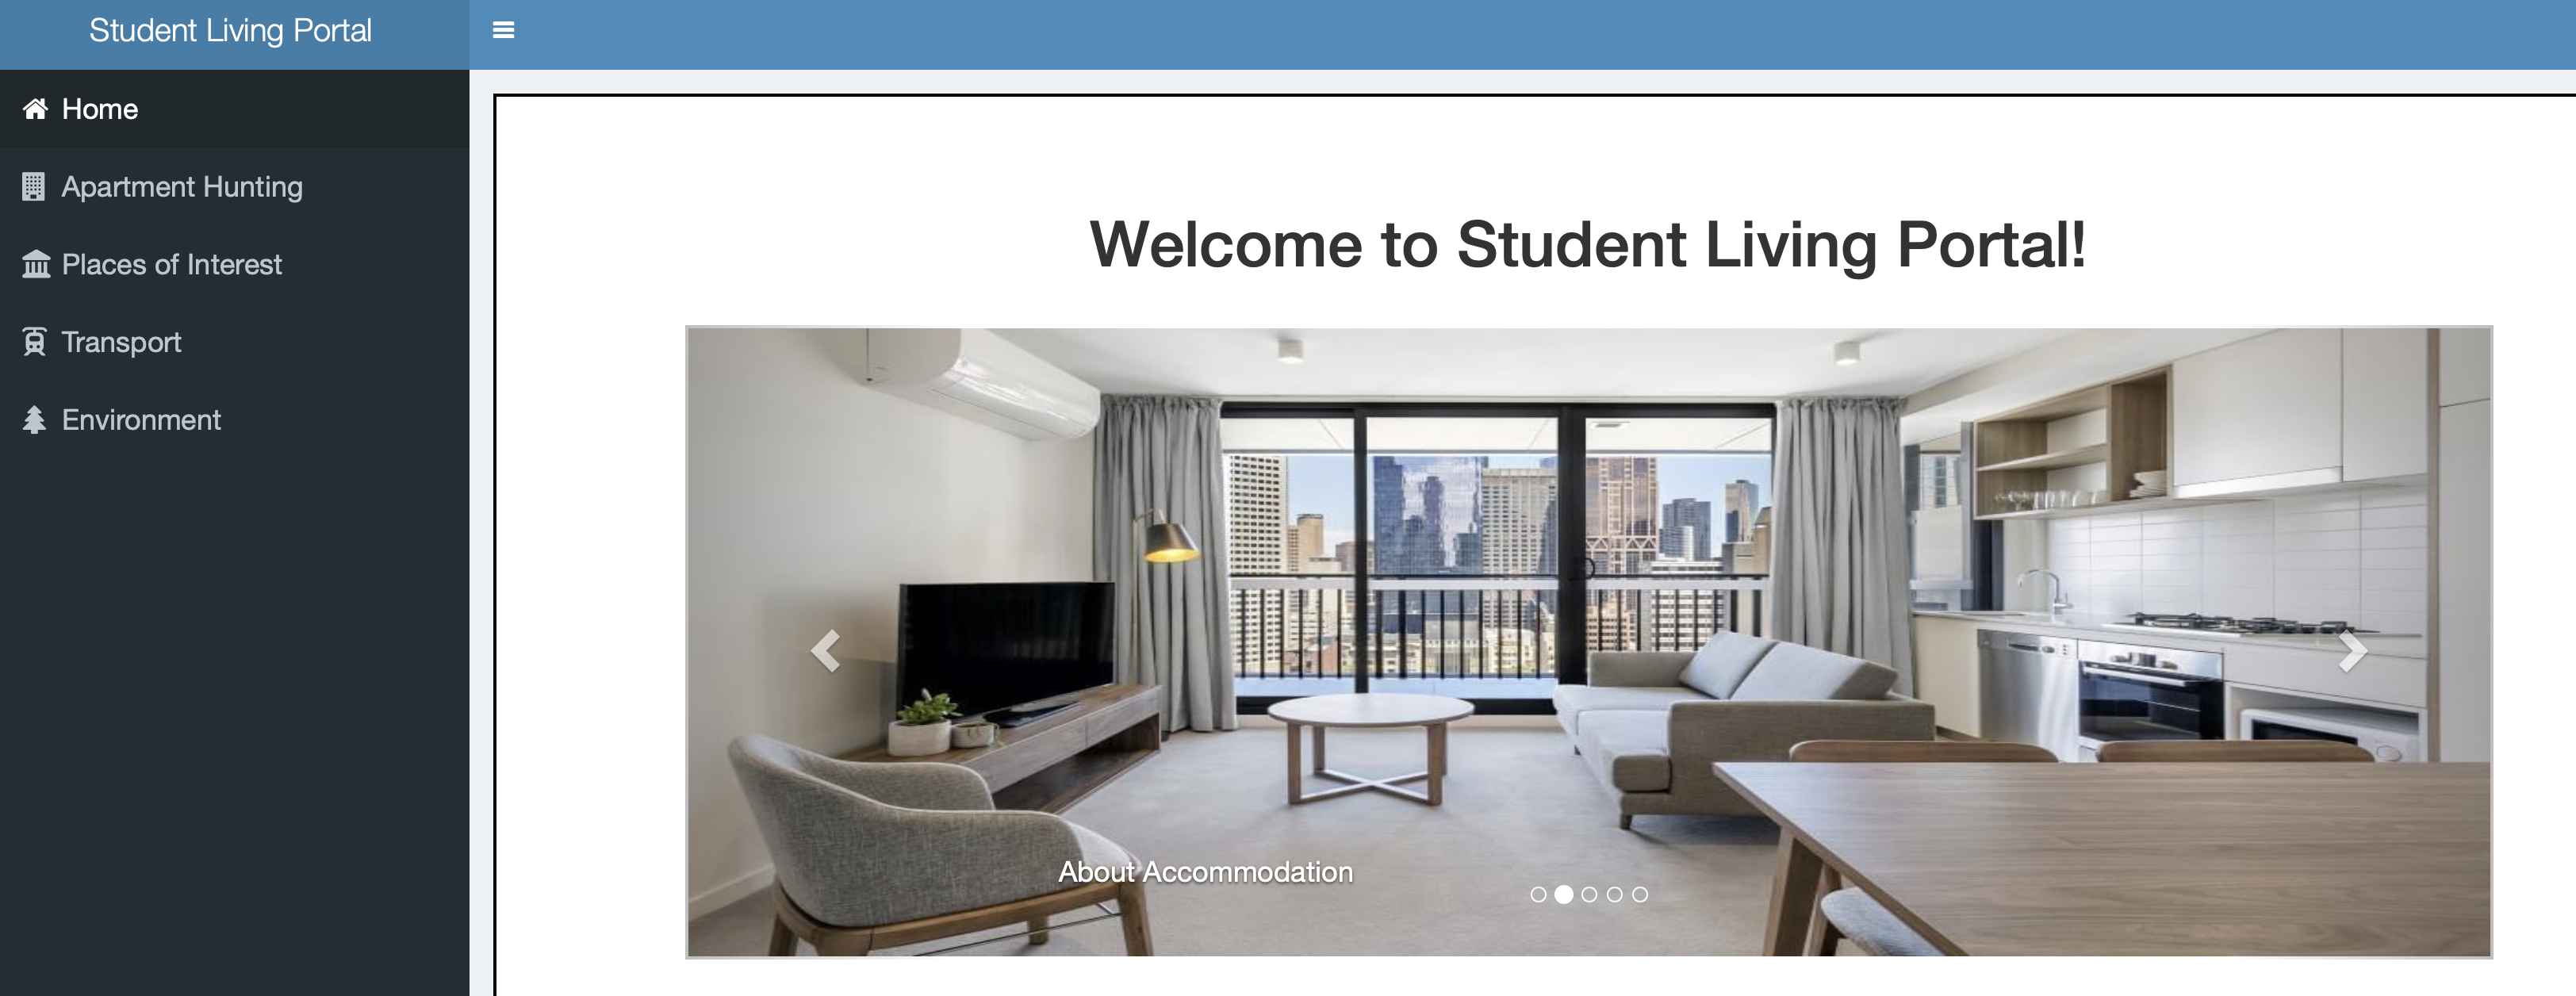 Student Living Portal
Home
Apartment Hunting
Places of Interest
Transport
Environment
Welcome to Student Living Portal!
About Accommodation